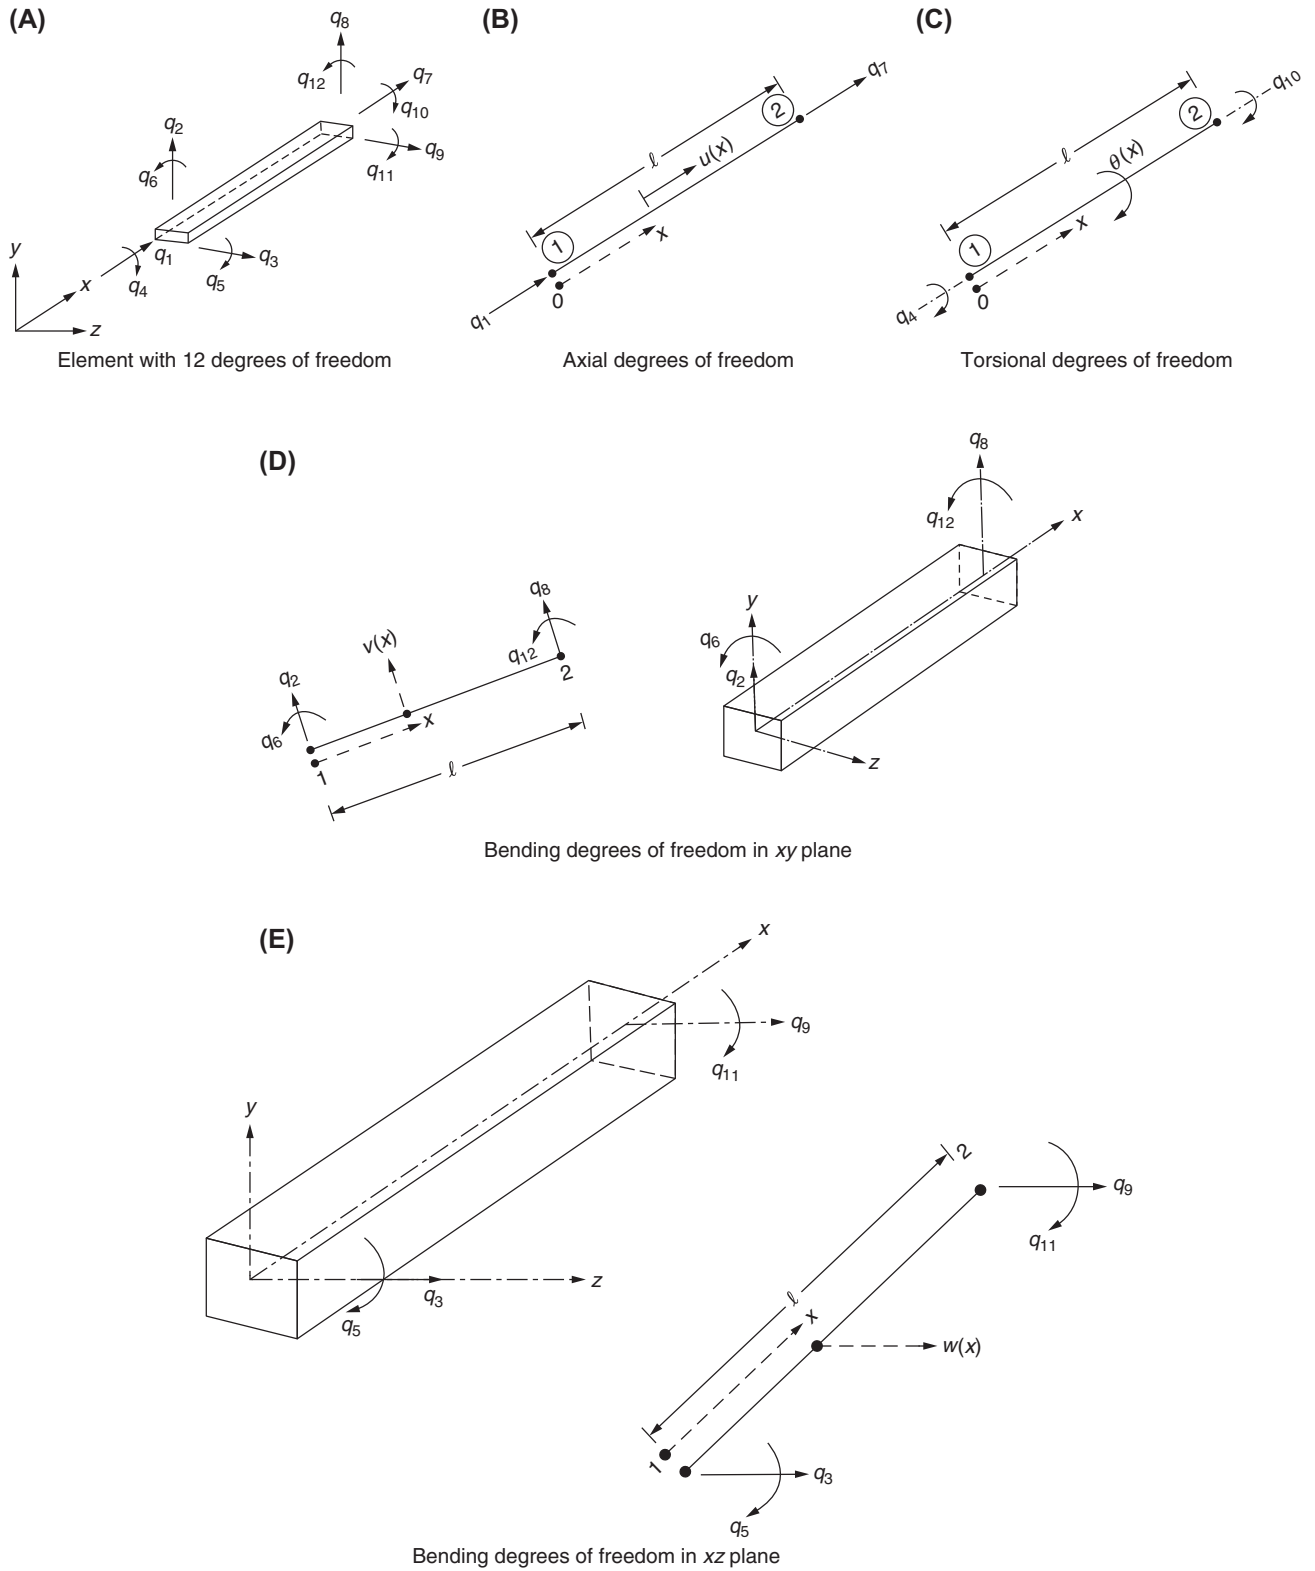 (A)
q8
q12
q7
q10
q2
q6
q9
q11
y
x
q1
q4
q5
q3
z
Element with 12 degrees of freedom
(B)
q7
2
ℓ
u(x)
x
1
0
q1
Axial degrees of freedom
(C)
q10
2
ℓ
θ(x)
x
1
0
q4
Torsional degrees of freedom
(D)
q8
v(x)
q12
2
q2
q6
x
1
ℓ
q8
q12
x
y
q6
q2
z
Bending degrees of freedom in xy plane
(E)
x
q9
q11
y
z
q3
q5
2
q9
q11
ℓ
x
w(x)
1
q3
q5
Bending degrees of freedom in xz plane